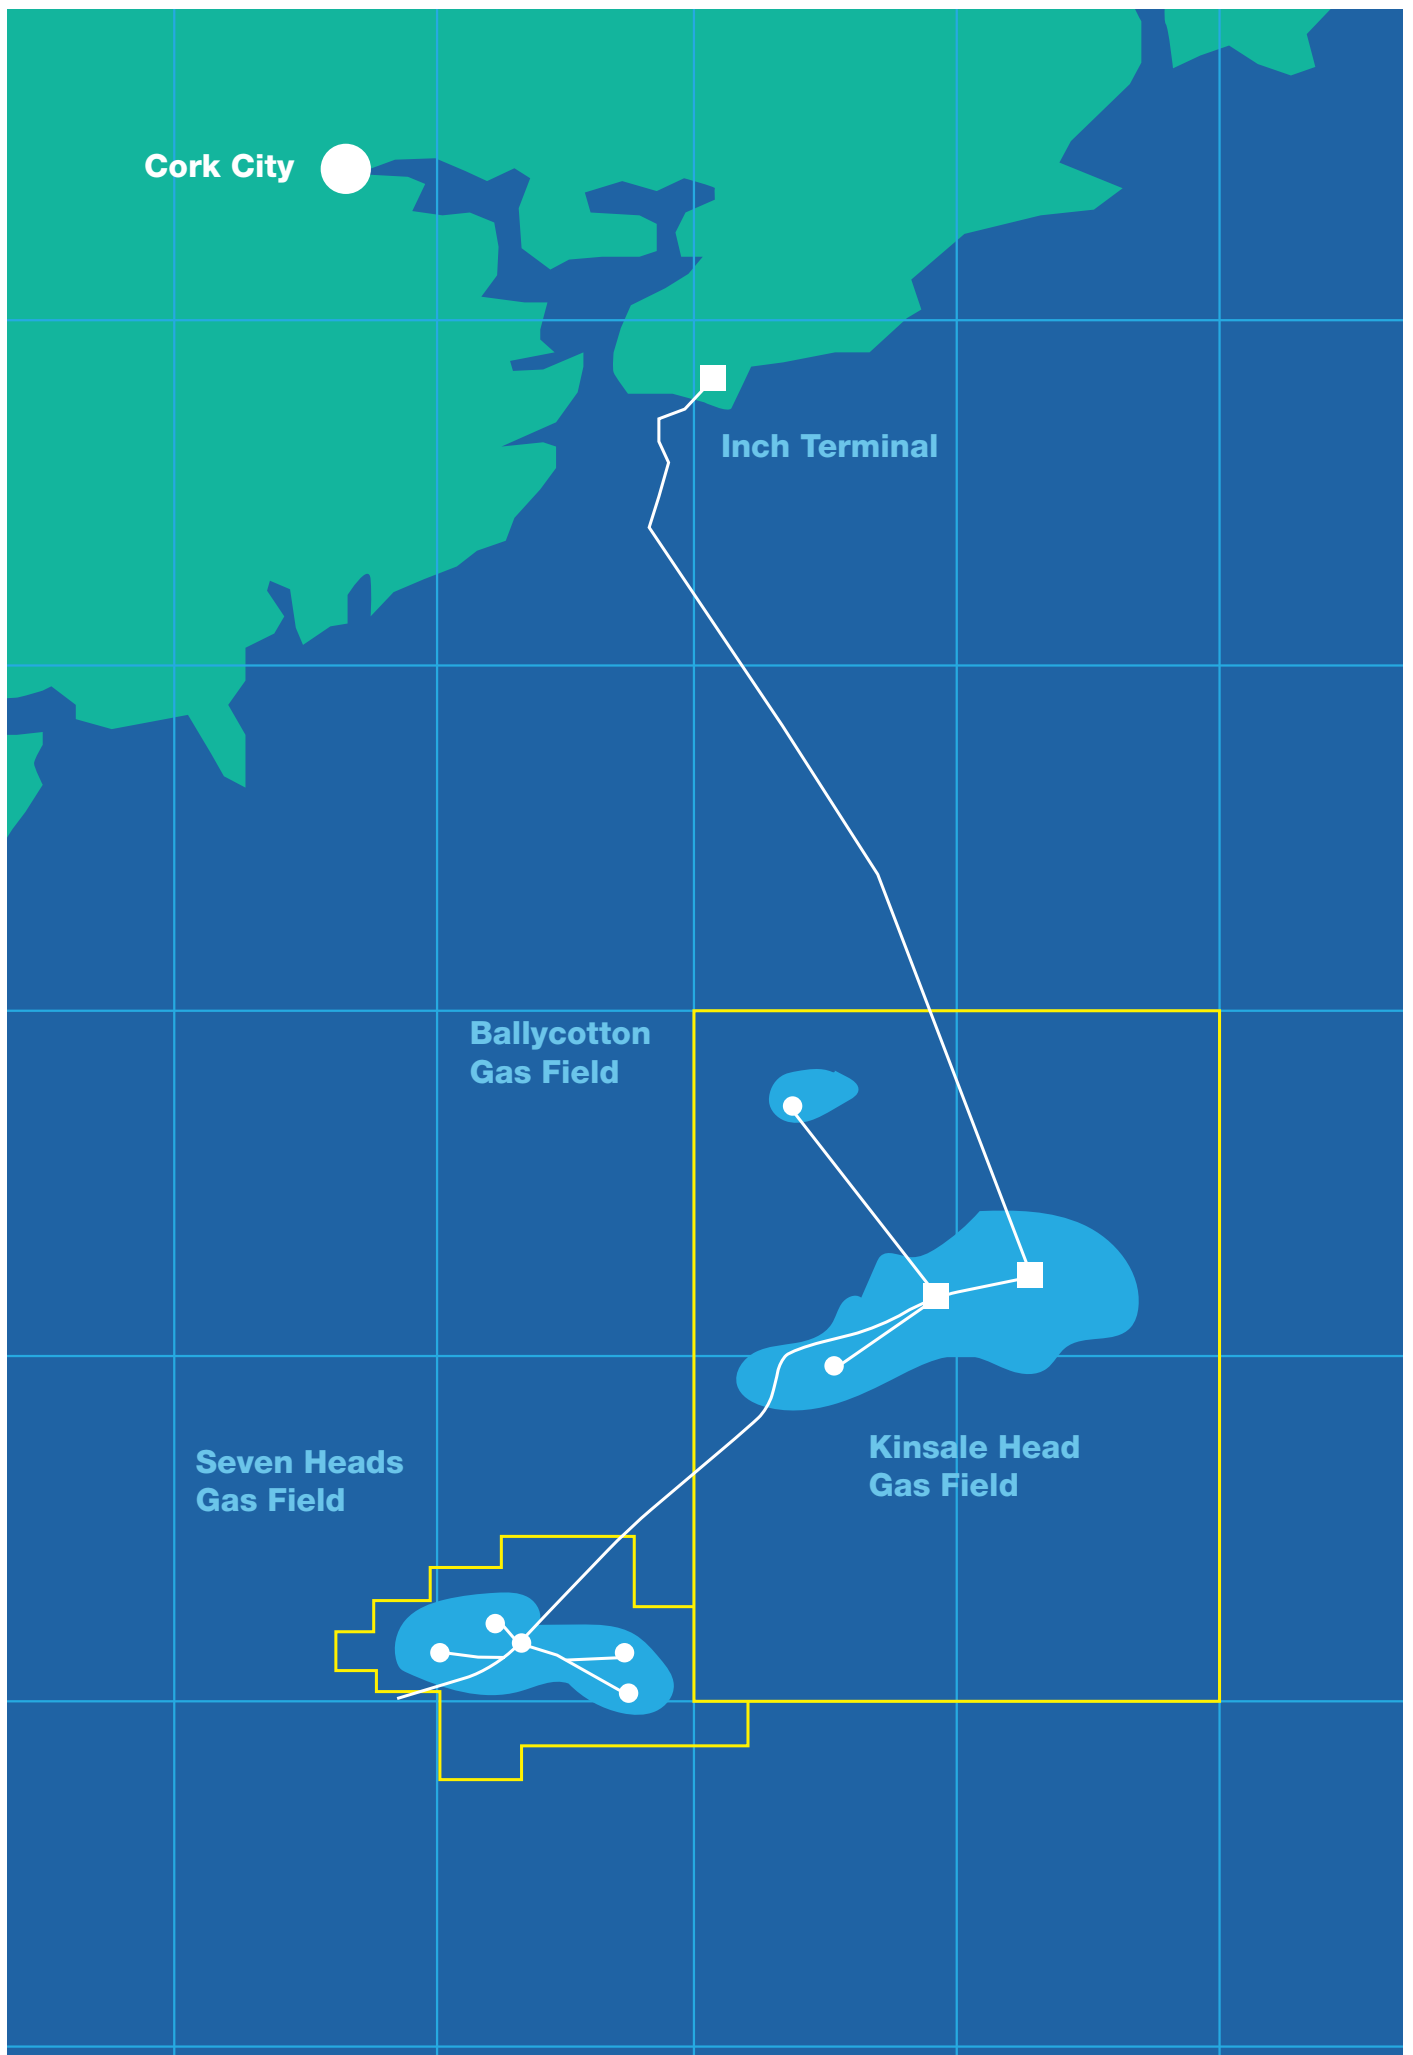 Cork City
Inch Terminal
Ballycotton
Gas Field
Kinsale Head
Gas Field
Seven Heads
Gas Field